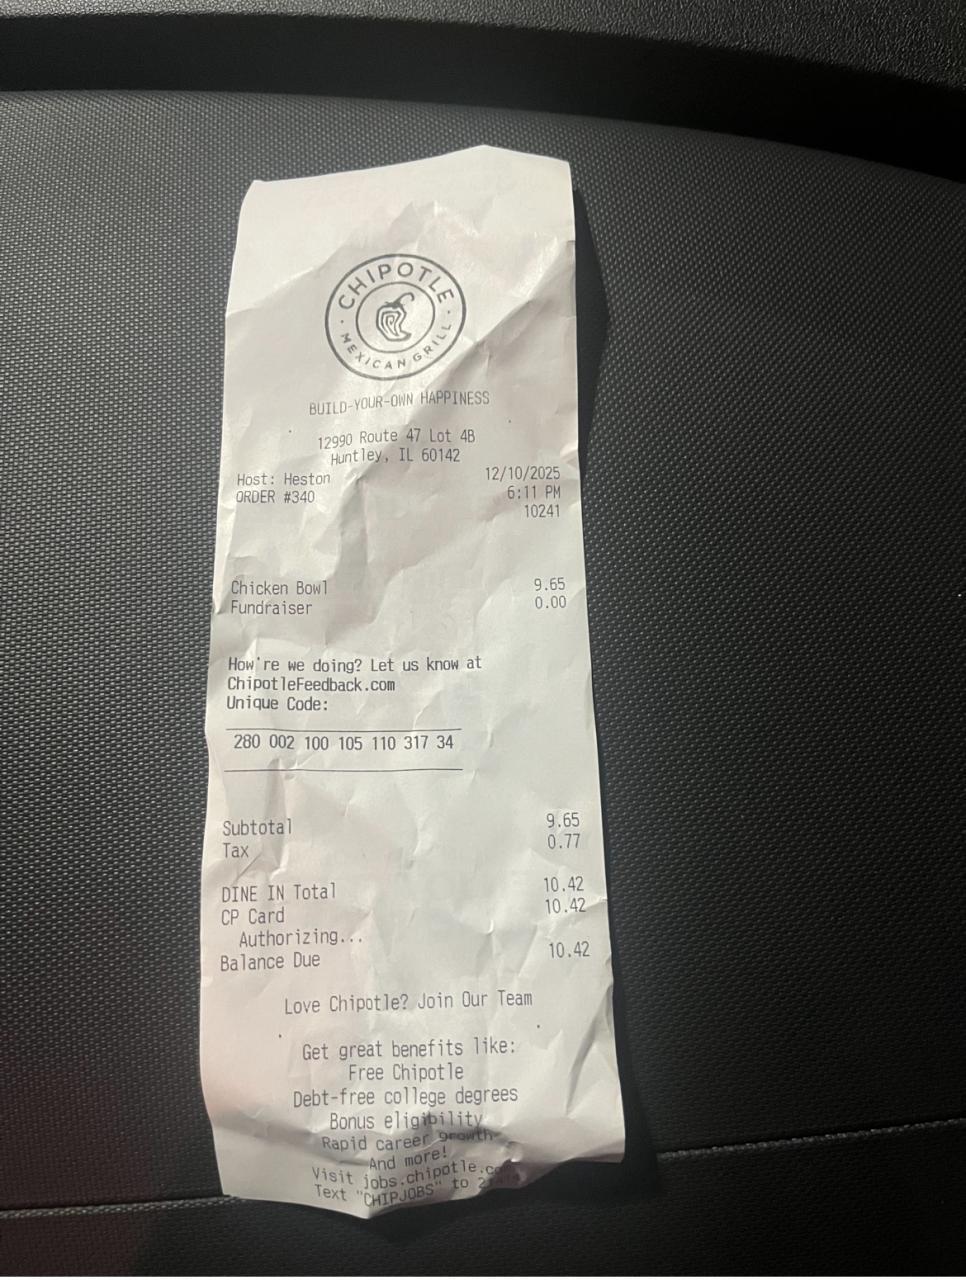 CHIPOTLE
MEXICAN GRILL
BUILD-YOUR-OWN HAPPINESS
12990 Route 47 Lot 4B
Huntley, IL 60142
Host: Heston 12/10/2025
ORDER #340 6:11 PM
10241
Chicken Bowl 9.65
Fundraiser 0.00
How're we doing? Let us know at
ChipotleFeedback.com
Unique Code:
280 002 100 105 110 317 34
Subtotal 9.65
Tax 0.77
DINE IN Total 10.42
CP Card 10.42
Authorizing...
Balance Due 10.42
Love Chipotle? Join Our Team
Get great benefits like:
Free Chipotle
Debt-free college degrees
Bonus eligibility
Rapid career growth
And more!
Visit
Text "CHIPJOBS" to